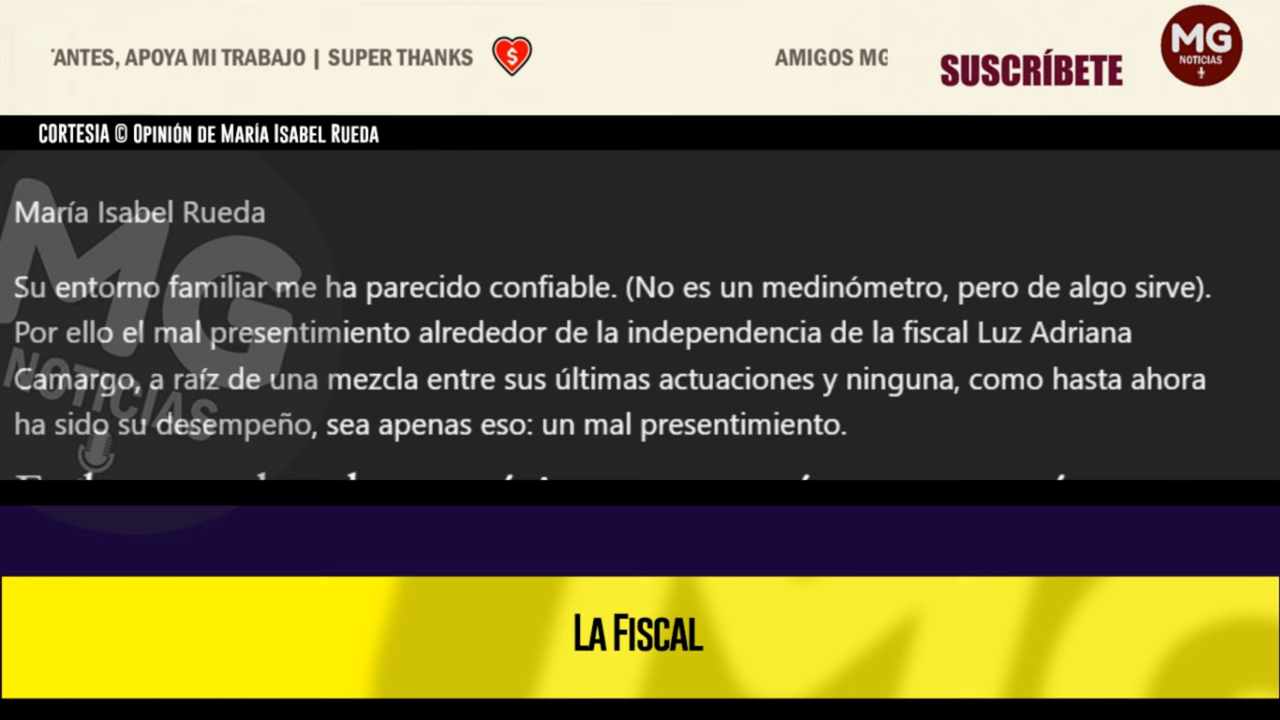 'ANTES, APOYA MI TRABAJO | SUPER THANKS
AMIGOS MG
SUSCRÍBETE
MG
NOTICIAS
CORTESIA © OPINIÓN DE MARÍA ISABEL RUEDA
María Isabel Rueda
Su entorno familiar me ha parecido confiable. (No es un medinómetro, pero de algo sirve).
Por ello el mal presentimiento alrededor de la independencia de la fiscal Luz Adriana
Camargo, a raíz de una mezcla entre sus últimas actuaciones y ninguna, como hasta ahora
ha sido su desempeño, sea apenas eso: un mal presentimiento.
MG
NOTICIAS
LA FISCAL